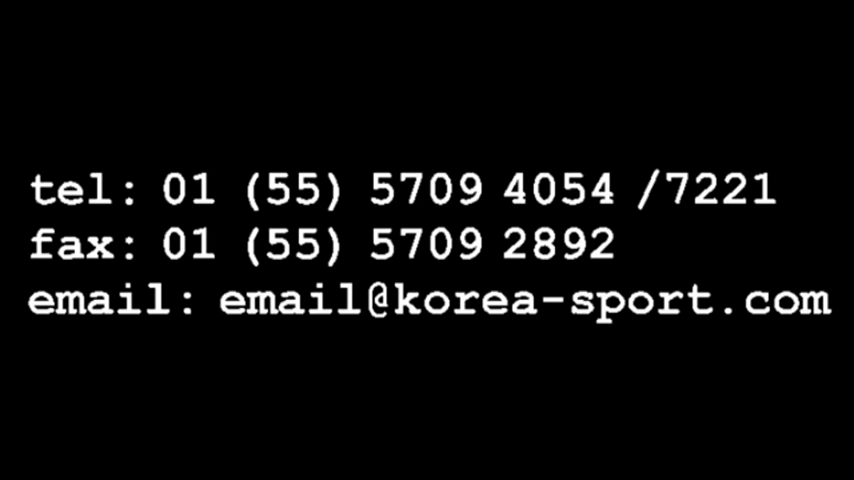 tel: 01 (55) 5709 4054 /7221
fax: 01 (55) 5709 2892
email: email@korea-sport.com